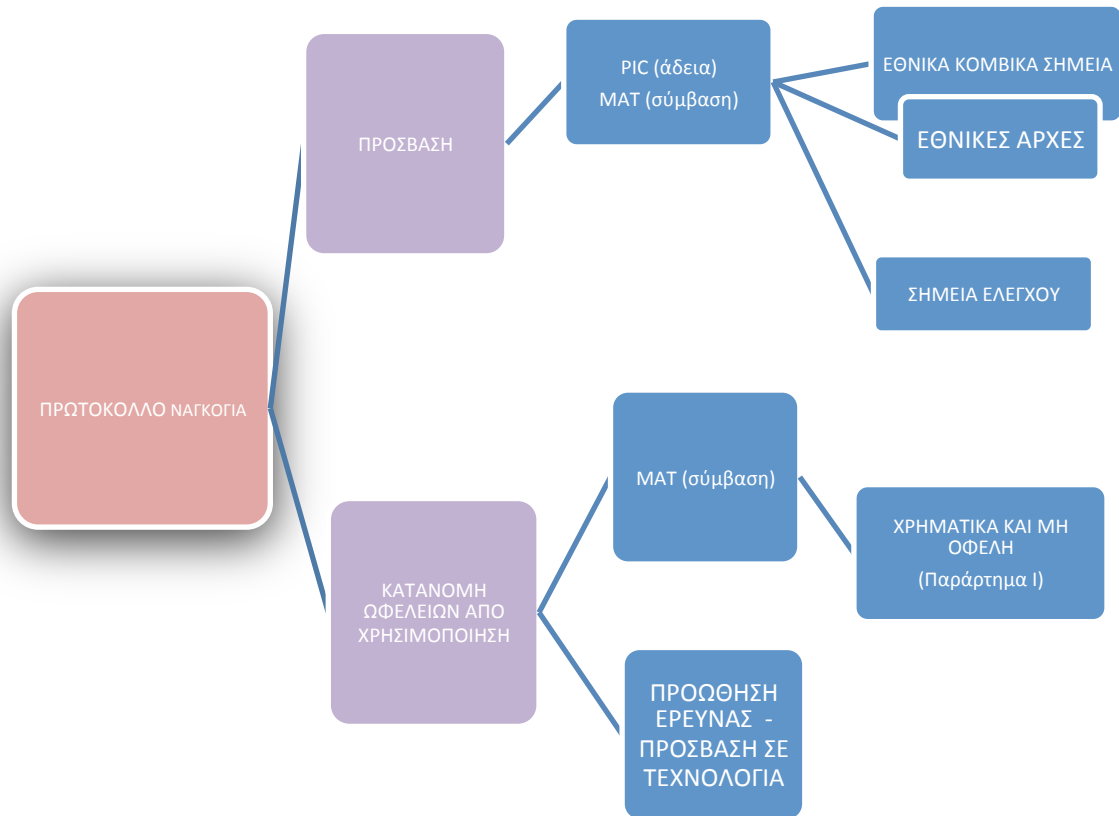 ΠΡΩΤΟΚΟΛΛΟ ΝΑΓΚΟΓΙΑ
ΠΡΟΣΒΑΣΗ
PIC (άδεια)
MAT (σύμβαση)
ΕΘΝΙΚΑ ΚΟΜΒΙΚΑ ΣΗΜΕΙΑ
ΕΘΝΙΚΕΣ ΑΡΧΕΣ
ΣΗΜΕΙΑ ΕΛΕΓΧΟΥ
ΚΑΤΑΝΟΜΗ
ΩΦΕΛΕΙΩΝ ΑΠΟ
ΧΡΗΣΙΜΟΠΟΙΗΣΗ
MAT (σύμβαση)
ΧΡΗΜΑΤΙΚΑ ΚΑΙ ΜΗ
ΟΦΕΛΗ
(Παράρτημα Ι)
ΠΡΟΩΘΗΣΗ
ΕΡΕΥΝΑΣ -
ΠΡΟΣΒΑΣΗ ΣΕ
ΤΕΧΝΟΛΟΓΙΑ